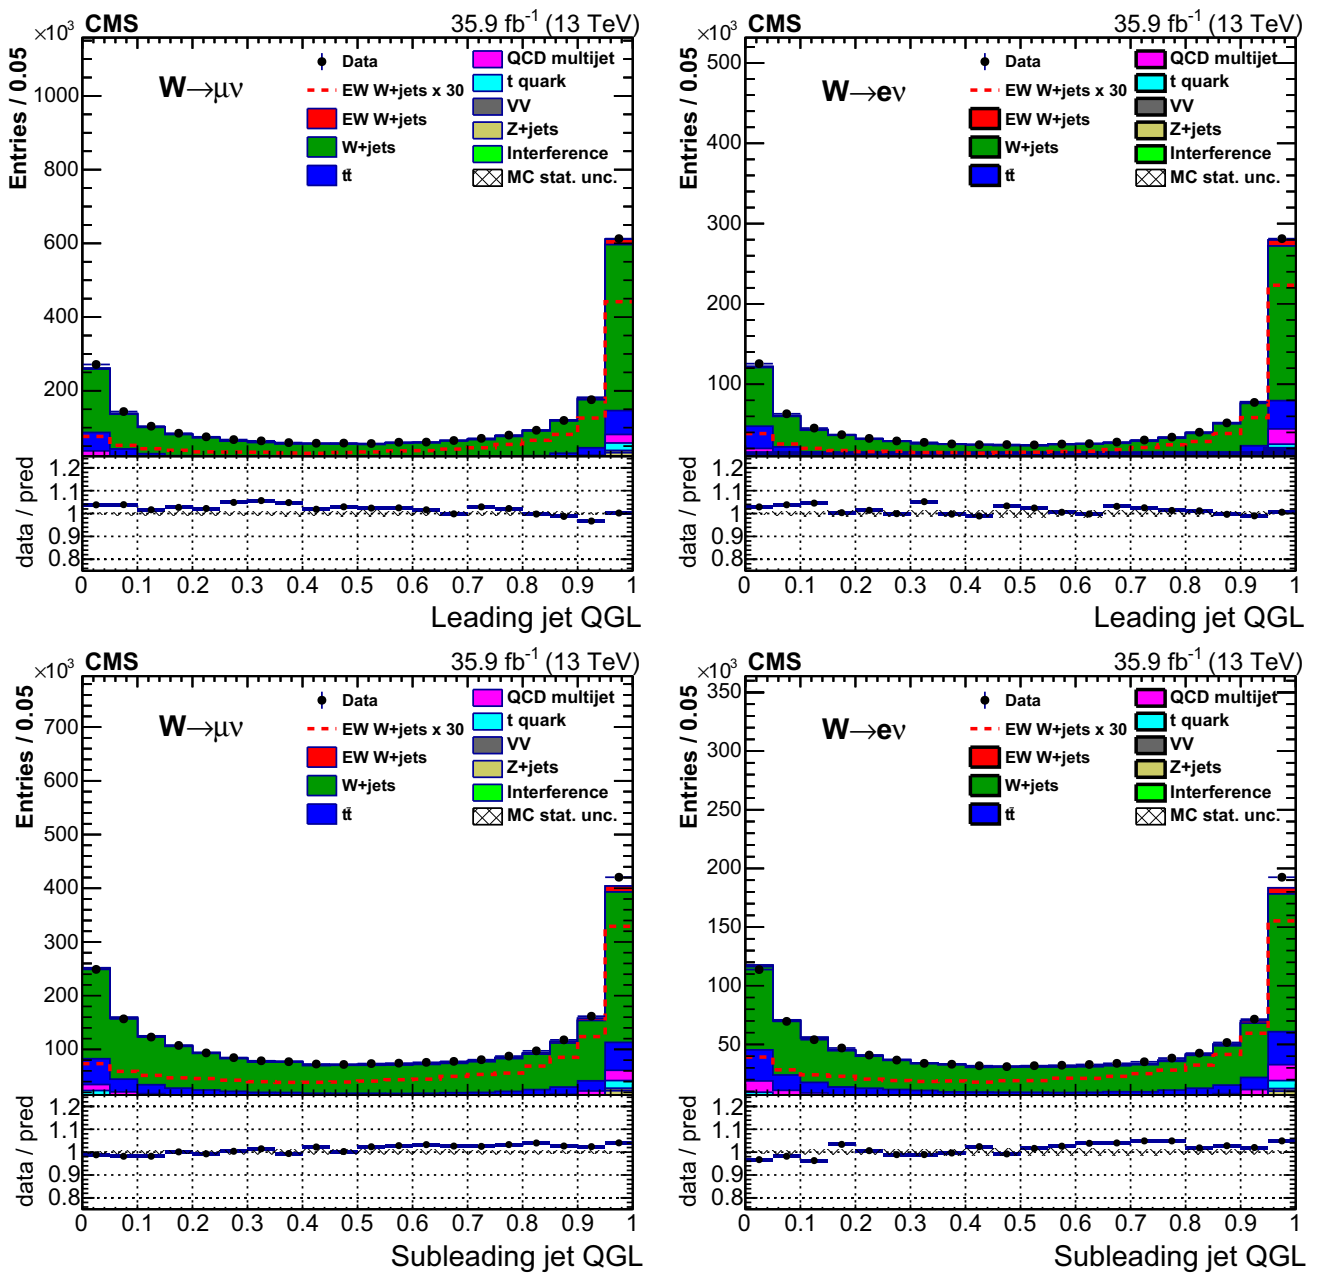 ×10³ CMS 35.9 fb⁻¹ (13 TeV)
Entries / 0.05
W→μν
Data
EW W+jets x 30
EW W+jets
W+jets
tt̄
QCD multijet
t quark
VV
Z+jets
Interference
MC stat. unc.
1000
800
600
400
200
data / pred
1.2
1.1
1
0.9
0.8
0 0.1 0.2 0.3 0.4 0.5 0.6 0.7 0.8 0.9 1
Leading jet QGL
×10³ CMS 35.9 fb⁻¹ (13 TeV)
Entries / 0.05
W→eν
Data
EW W+jets x 30
EW W+jets
W+jets
tt̄
QCD multijet
t quark
VV
Z+jets
Interference
MC stat. unc.
500
400
300
200
100
data / pred
1.2
1.1
1
0.9
0.8
0 0.1 0.2 0.3 0.4 0.5 0.6 0.7 0.8 0.9 1
Leading jet QGL
×10³ CMS 35.9 fb⁻¹ (13 TeV)
Entries / 0.05
W→μν
Data
EW W+jets x 30
EW W+jets
W+jets
tt̄
QCD multijet
t quark
VV
Z+jets
Interference
MC stat. unc.
700
600
500
400
300
200
100
data / pred
1.2
1.1
1
0.9
0.8
0 0.1 0.2 0.3 0.4 0.5 0.6 0.7 0.8 0.9 1
Subleading jet QGL
×10³ CMS 35.9 fb⁻¹ (13 TeV)
Entries / 0.05
W→eν
Data
EW W+jets x 30
EW W+jets
W+jets
tt̄
QCD multijet
t quark
VV
Z+jets
Interference
MC stat. unc.
350
300
250
200
150
100
50
data / pred
1.2
1.1
1
0.9
0.8
0 0.1 0.2 0.3 0.4 0.5 0.6 0.7 0.8 0.9 1
Subleading jet QGL